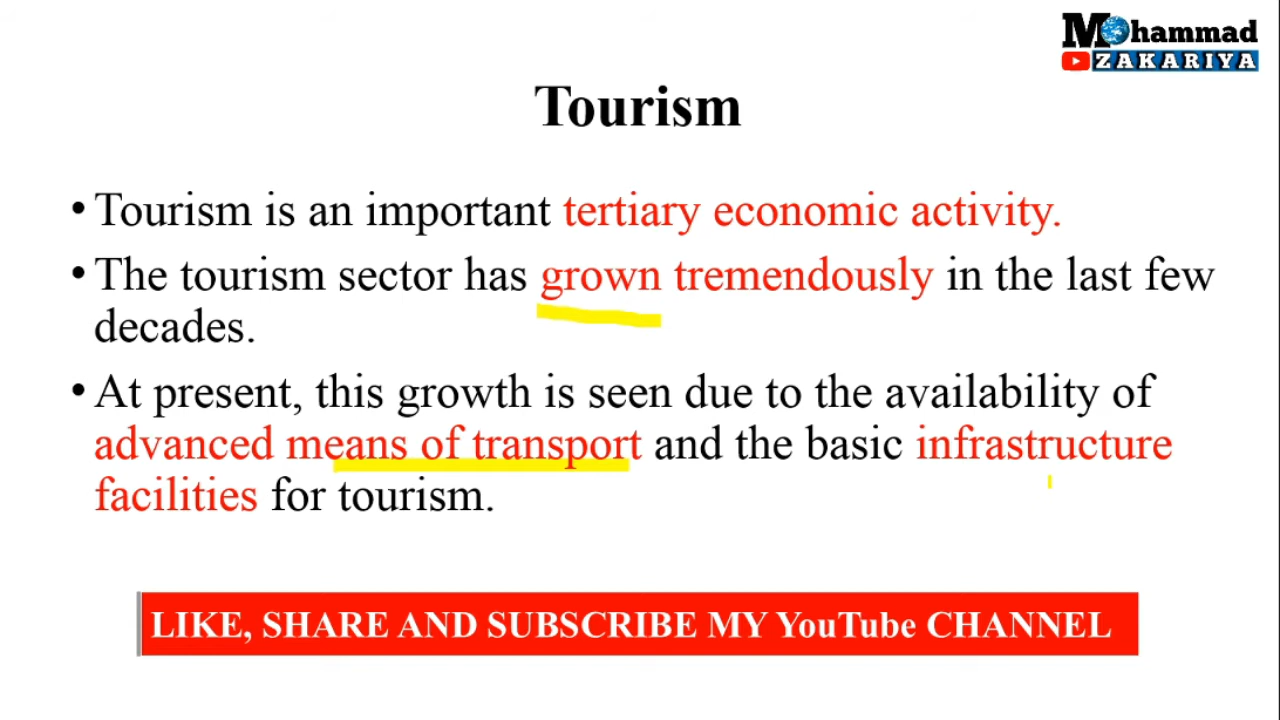 Mohammad
ZAKARIYA
Tourism
• Tourism is an important tertiary economic activity.
• The tourism sector has grown tremendously in the last few
decades.
• At present, this growth is seen due to the availability of
advanced means of transport and the basic infrastructure
facilities for tourism.
LIKE, SHARE AND SUBSCRIBE MY YouTube CHANNEL